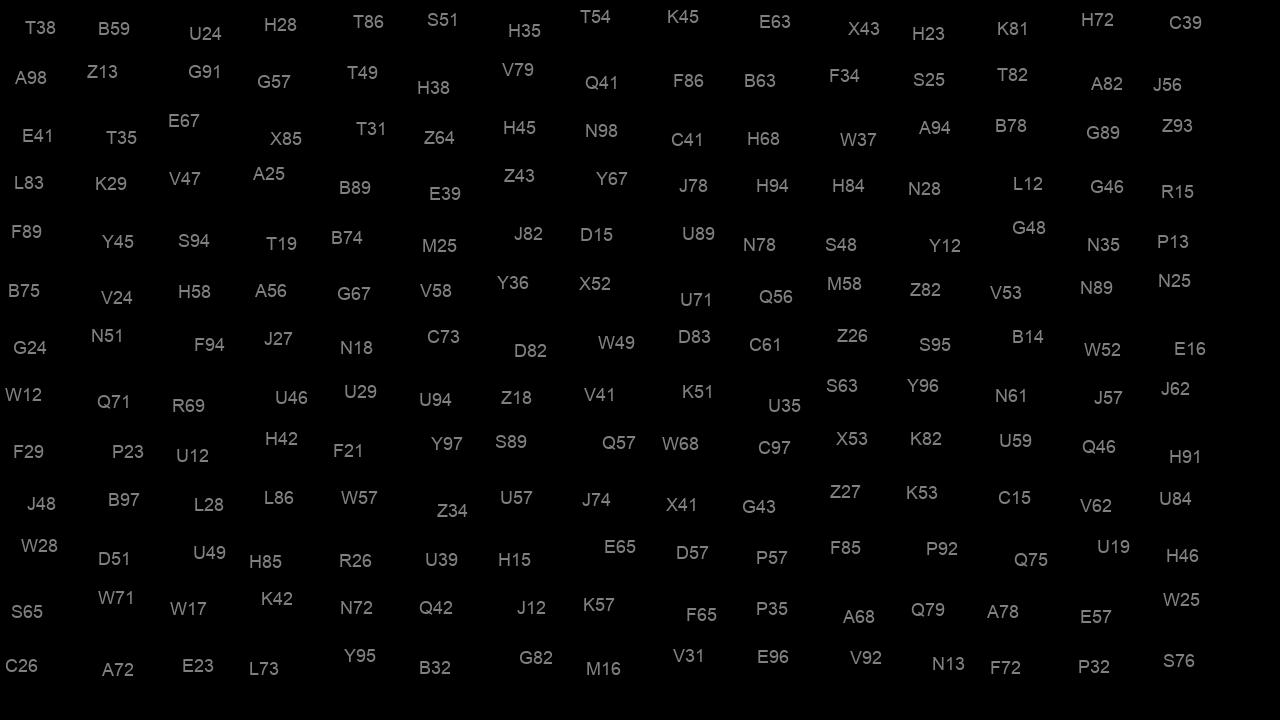 T38 B59 U24 H28 T86 S51 H35 T54 K45 E63 X43 H23 K81 H72 C39
A98 Z13 G91 G57 T49 H38 V79 Q41 F86 B63 F34 S25 T82 A82 J56
E41 T35 E67 X85 T31 Z64 H45 N98 C41 H68 W37 A94 B78 G89 Z93
L83 K29 V47 A25 B89 E39 Z43 Y67 J78 H94 H84 N28 L12 G46 R15
F89 Y45 S94 T19 B74 M25 J82 D15 U89 N78 S48 Y12 G48 N35 P13
B75 V24 H58 A56 G67 V58 Y36 X52 U71 Q56 M58 Z82 V53 N89 N25
G24 N51 F94 J27 N18 C73 D82 W49 D83 C61 Z26 S95 B14 W52 E16
W12 Q71 R69 U46 U29 U94 Z18 V41 K51 U35 S63 Y96 N61 J57 J62
F29 P23 U12 H42 F21 Y97 S89 Q57 W68 C97 X53 K82 U59 Q46 H91
J48 B97 L28 L86 W57 Z34 U57 J74 X41 G43 Z27 K53 C15 V62 U84
W28 D51 U49 H85 R26 U39 H15 E65 D57 P57 F85 P92 Q75 U19 H46
S65 W71 W17 K42 N72 Q42 J12 K57 F65 P35 A68 Q79 A78 E57 W25
C26 A72 E23 L73 Y95 B32 G82 M16 V31 E96 V92 N13 F72 P32 S76